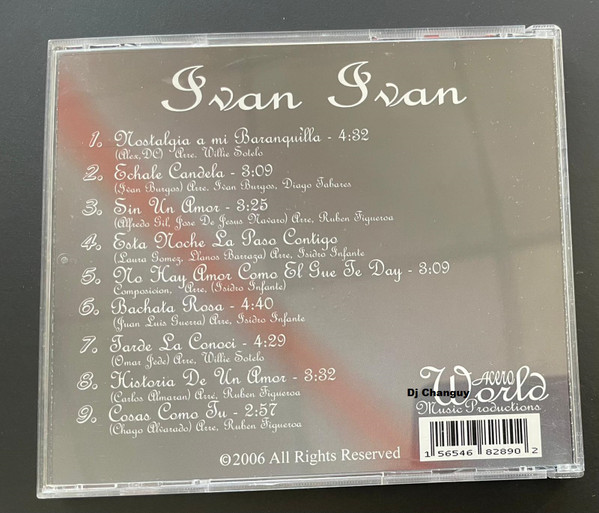 Ivan Ivan
1. Nostalgia a mi Baranquilla - 4:32
(Alex,DO) Arre. Willie Sotelo
2. Echale Candela - 3:09
(Ivan Burgos) Arre, Ivan Burgos, Diago Tabares
3. Sin Un Amor - 3:25
(Alfredo Gil, Jose De Jesus Navaro) Arre, Ruben Figueroa
4. Esta Noche La Paso Contigo
(Laura Gomez, Llanos Barraza) Arre, Isidro Infante
5. No Hay Amor Como El Gue Te Day - 3:09
Composicion, Arre, (Isidro Infante)
6. Bachata Rosa - 4:40
(Juan Luis Guerra) Arre, Isidro Infante
7. Tarde La Conoci - 4:29
(Omar Jede) Arre, Willie Sotelo
8. Historia De Un Amor - 3:32
(Carlos Almaran) Arre, Ruben Figueroa
9. Cosas Como Tu - 2:57
(Chago Alvarado) Arre, Ruben Figueroa
Acero
World
Dj Changuy
Music Productions
©2006 All Rights Reserved
1 56546 82890 2